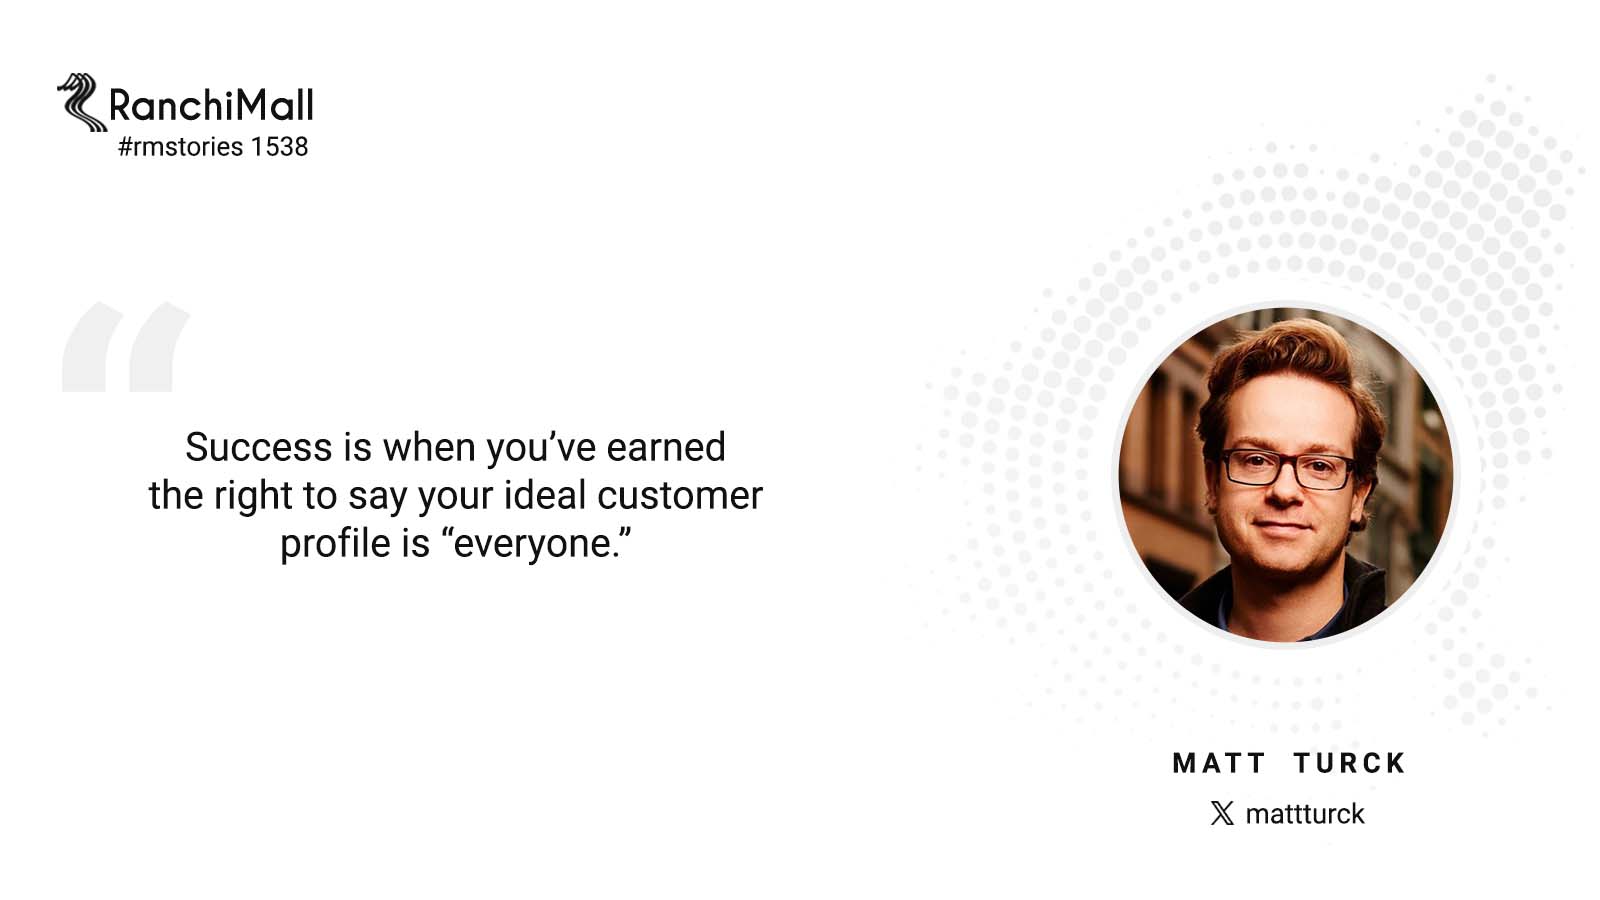 RanchiMall
#rmstories 1538
Success is when you’ve earned
the right to say your ideal customer
profile is “everyone.”
MATT TURCK
𝕏 mattturck